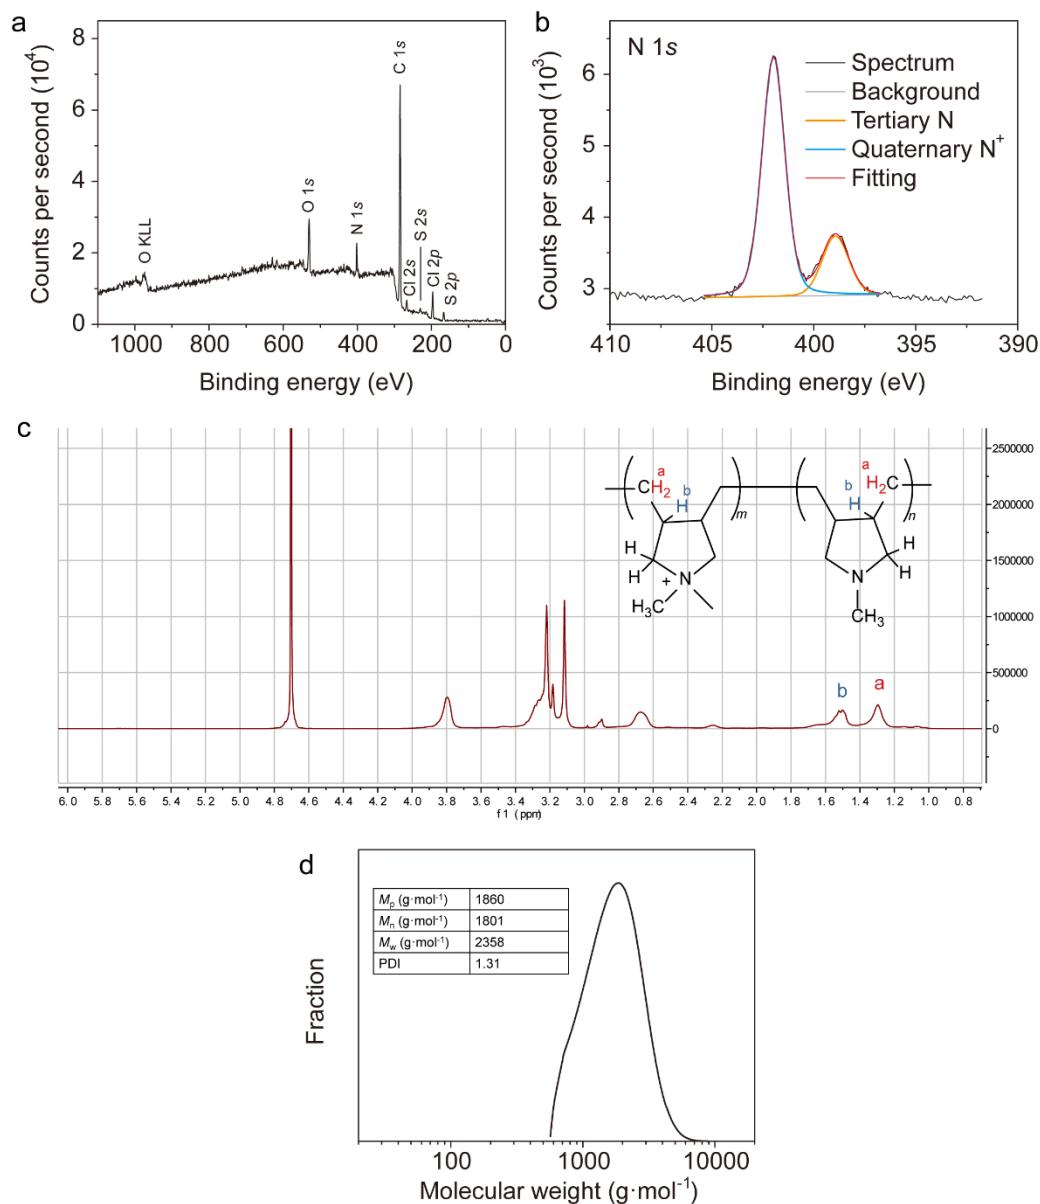 a
8
6
4
2
0
Counts per second (10⁴)
O KLL
O 1s
N 1s
C 1s
Cl 2s
S 2s
Cl 2p
S 2p
1000
800
600
400
200
0
Binding energy (eV)
b
N 1s
6
5
4
3
Counts per second (10³)
Spectrum
Background
Tertiary N
Quaternary N⁺
Fitting
410
405
400
395
390
Binding energy (eV)
c
a
CH₂
b
H
m
H
H
N
+
H₃C
a
H₂C
b
H
n
H
H
N
CH₃
b
a
2500000
2000000
1500000
1000000
500000
0
6.0 5.8 5.6 5.4 5.2 5.0 4.8 4.6 4.4 4.2 4.0 3.8 3.6 3.4 3.2 3.0 2.8 2.6 2.4 2.2 2.0 1.8 1.6 1.4 1.2 1.0 0.8
f1 (ppm)
d
Mp (g·mol⁻¹) 1860
Mn (g·mol⁻¹) 1801
Mw (g·mol⁻¹) 2358
PDI 1.31
Fraction
100
1000
10000
Molecular weight (g·mol⁻¹)